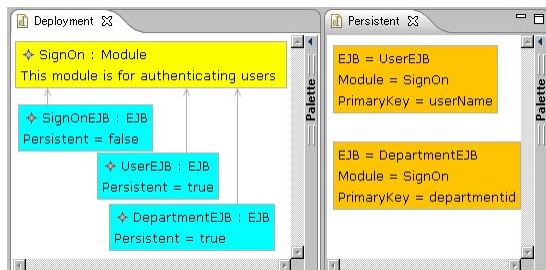 Deployment
SignOn : Module
This module is for authenticating users
SignOnEJB : EJB
Persistent = false
UserEJB : EJB
Persistent = true
DepartmentEJB : EJB
Persistent = true
Palette
Persistent
EJB = UserEJB
Module = SignOn
PrimaryKey = userName
EJB = DepartmentEJB
Module = SignOn
PrimaryKey = departmentid
Palette